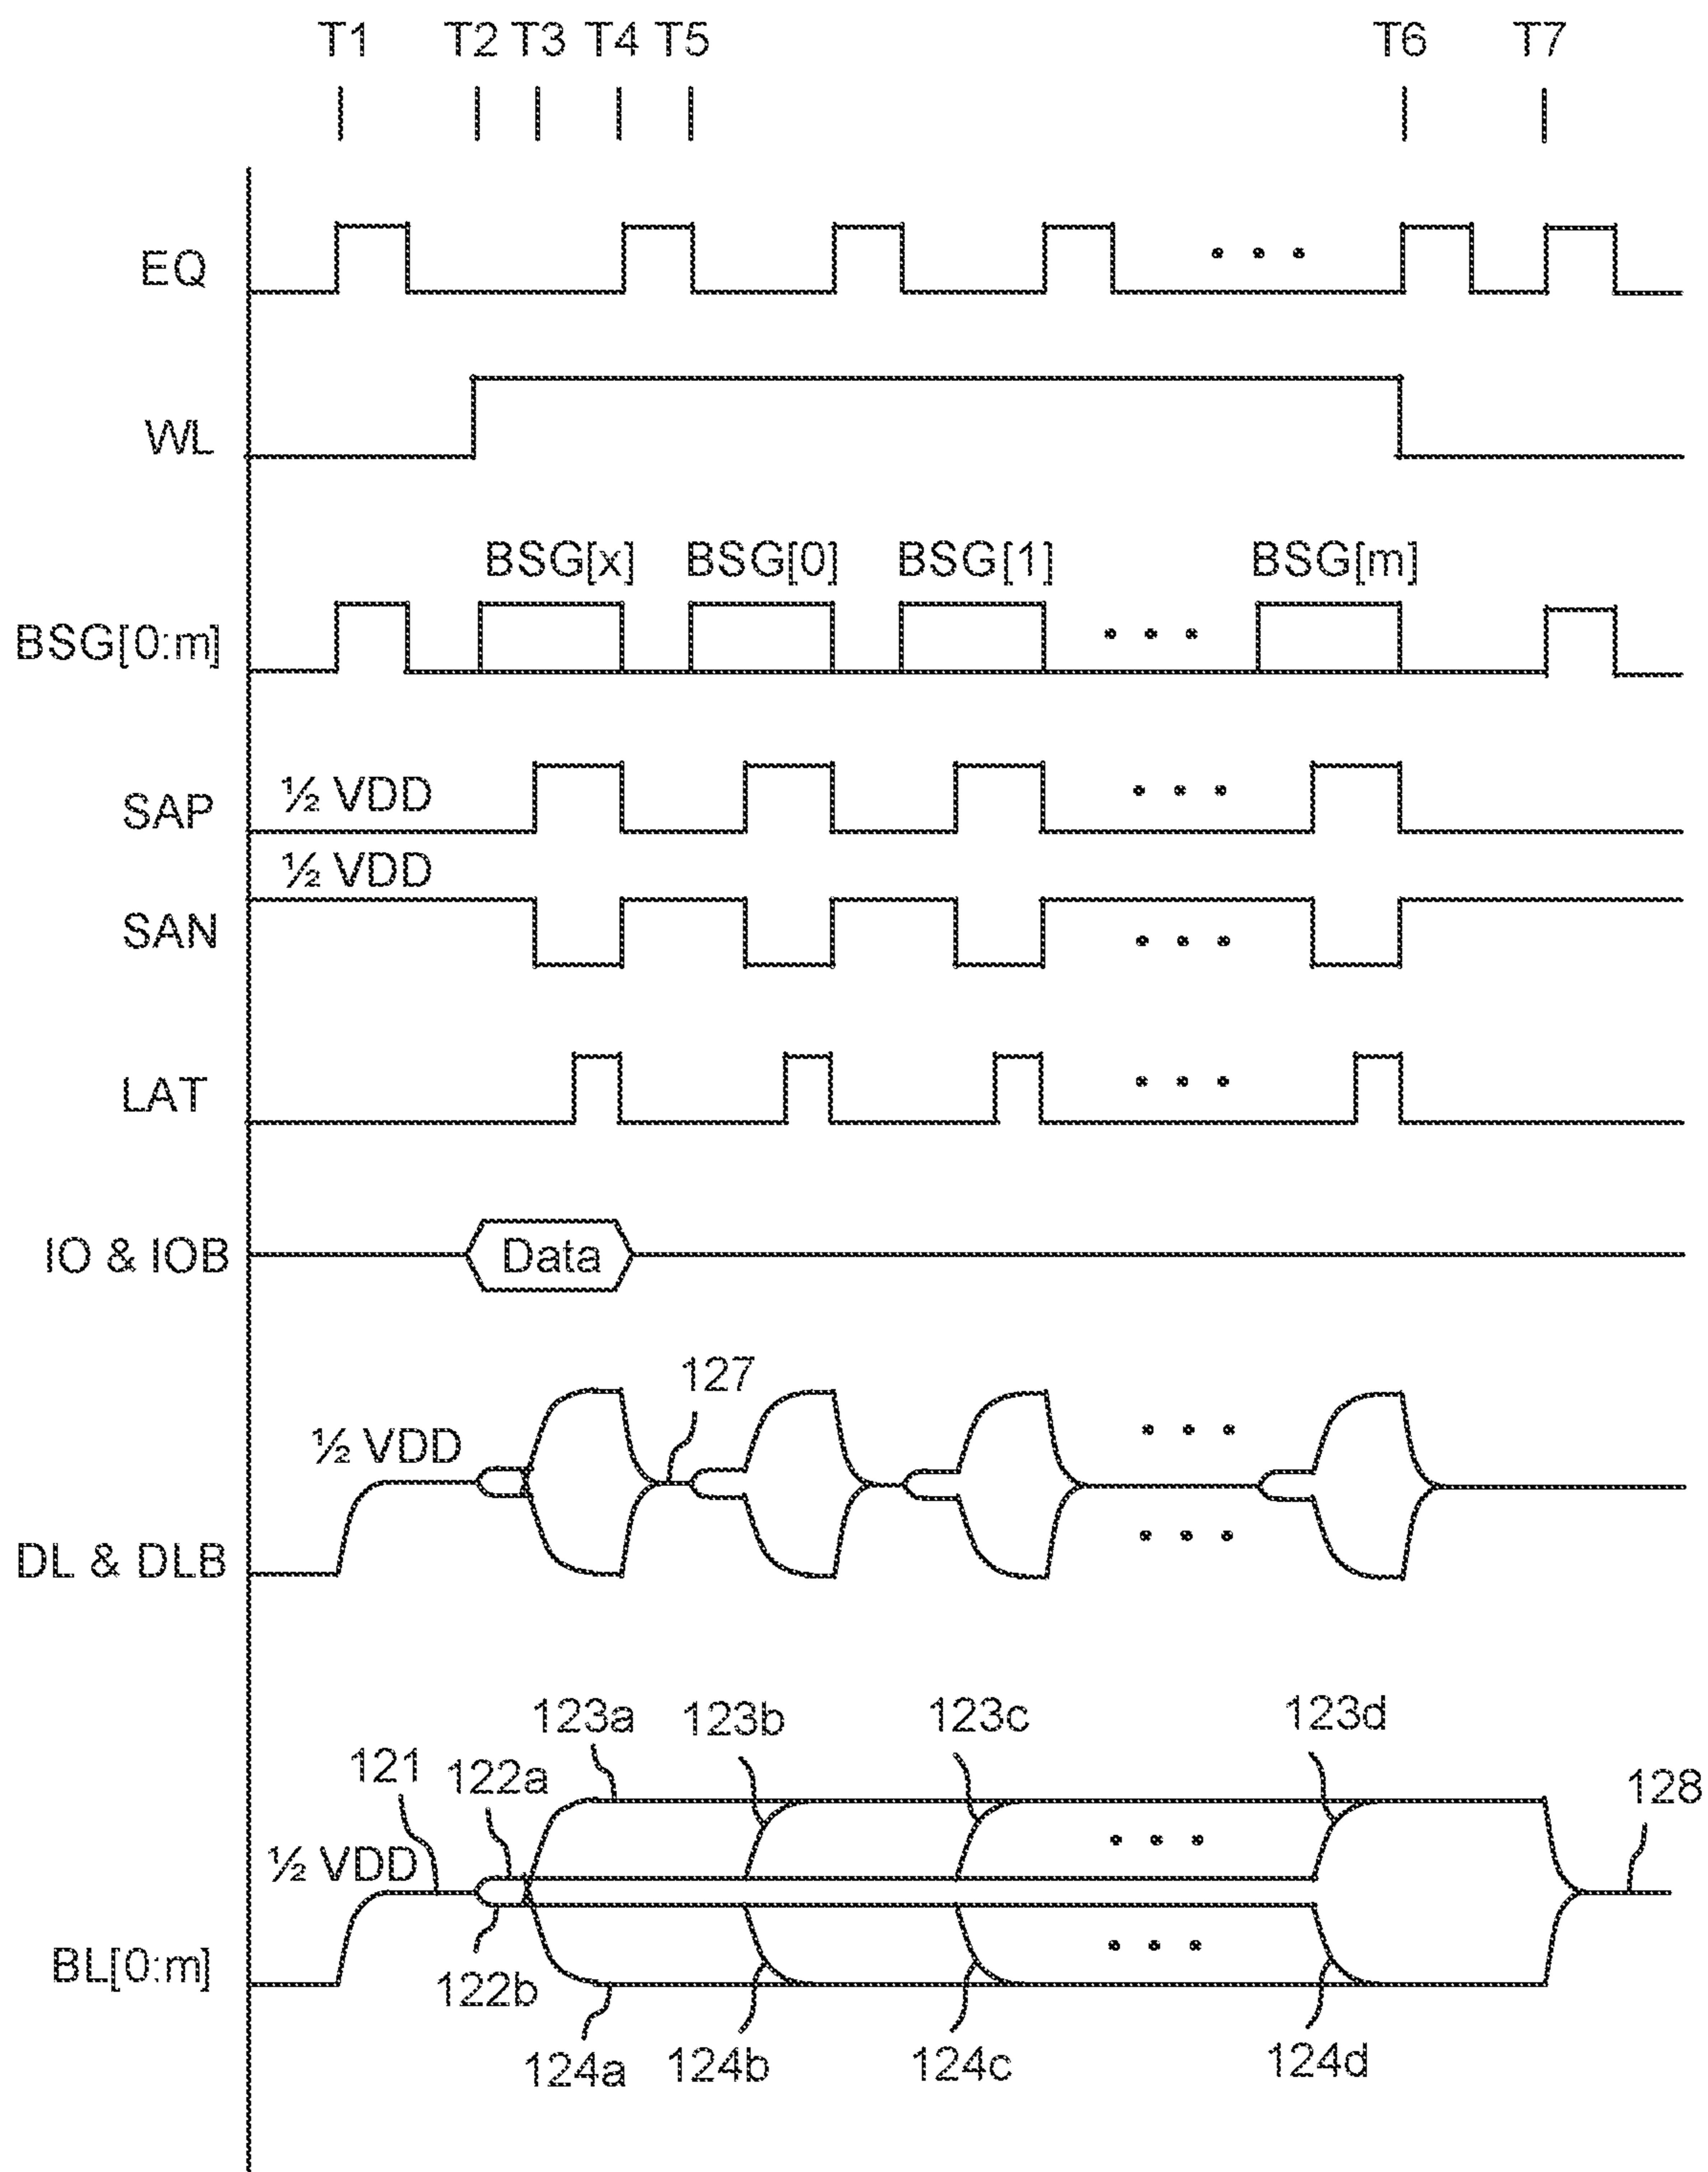 T1 T2 T3 T4 T5 T6 T7
EQ
WL
BSG[x] BSG[0] BSG[1] BSG[m]
BSG[0:m]
½ VDD
SAP
½ VDD
SAN
LAT
IO & IOB
Data
127
½ VDD
DL & DLB
123a 123b 123c 123d
121 122a 128
½ VDD
BL[0:m]
122b
124a 124b 124c 124d